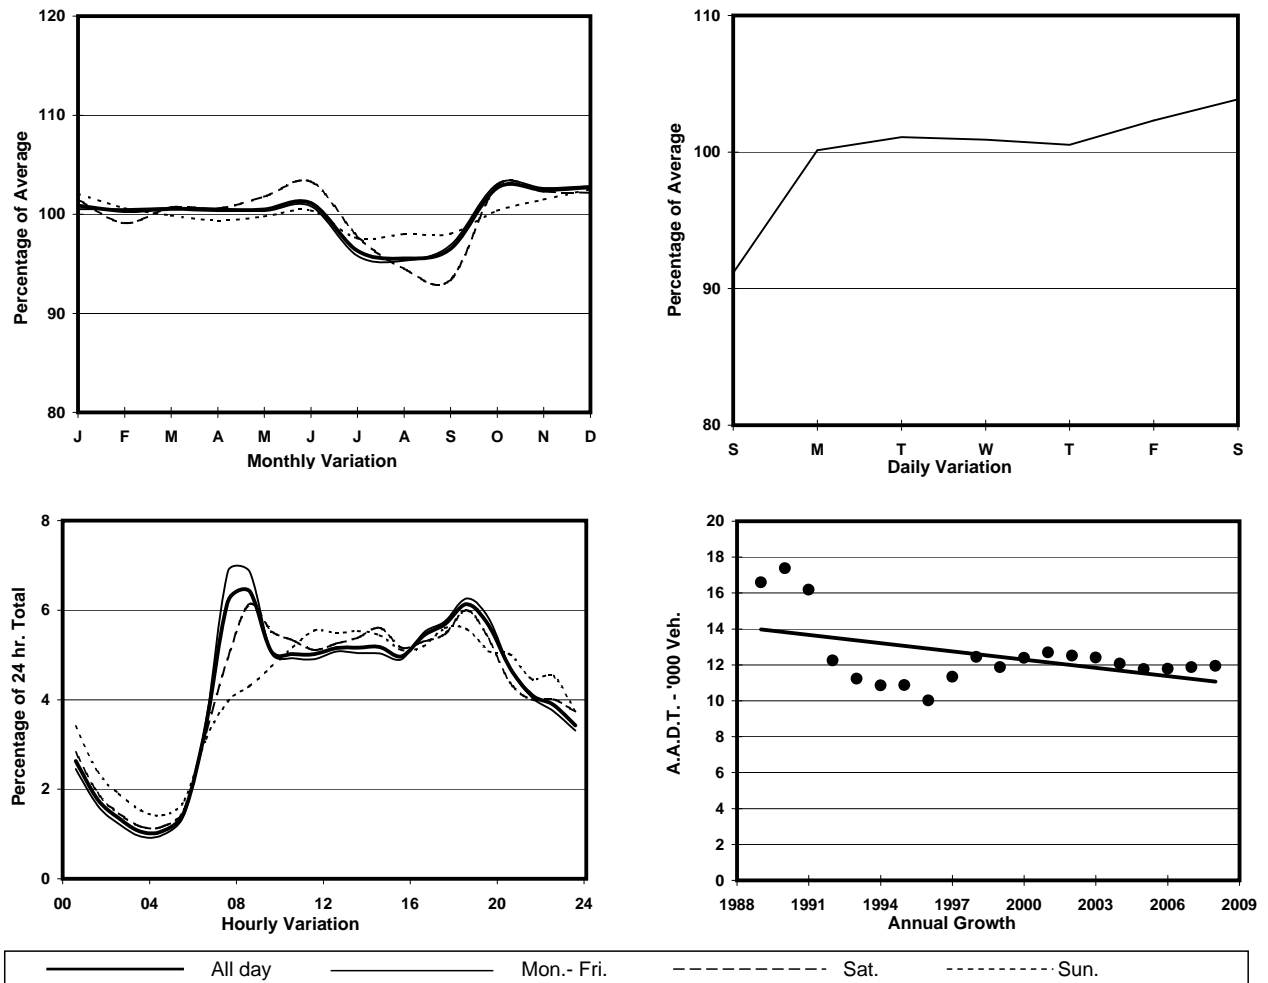 120
110
100
90
80
Percentage of Average
J F M A M J J A S O N D
Monthly Variation
110
100
90
80
Percentage of Average
S M T W T F S
Daily Variation
8
6
4
2
0
Percentage of 24 hr. Total
00 04 08 12 16 20 24
Hourly Variation
20
18
16
14
12
10
8
6
4
2
0
A.A.D.T. - '000 Veh.
1988 1991 1994 1997 2000 2003 2006 2009
Annual Growth
All day Mon.- Fri. Sat. Sun.